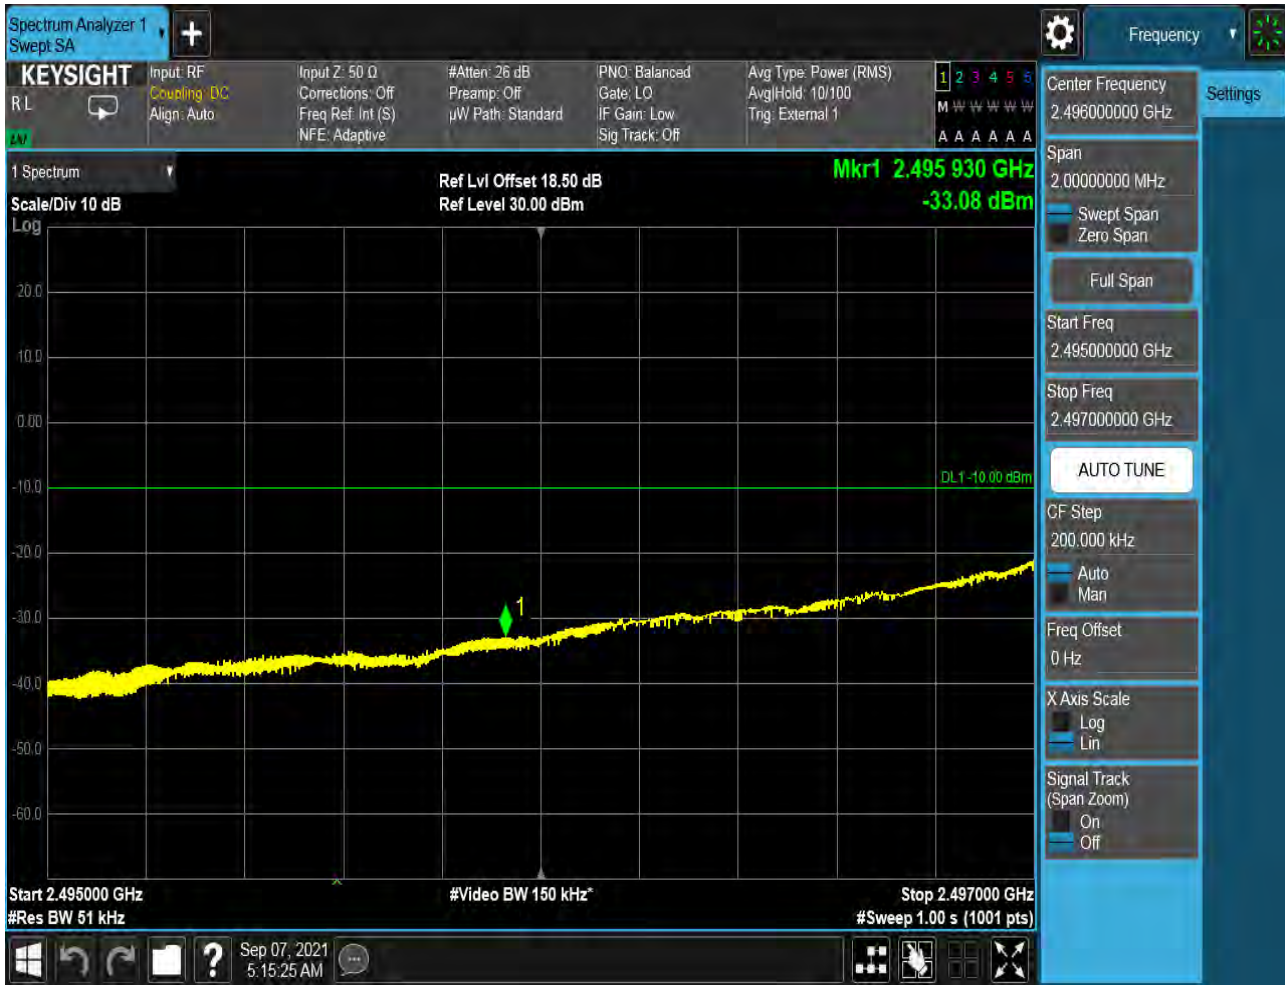 Spectrum Analyzer 1
Swept SA
+
Frequency
KEYSIGHT
R L
Input: RF
Coupling: DC
Align: Auto
Input Z: 50 Ω
Corrections: Off
Freq Ref: Int (S)
NFE: Adaptive
#Atten: 26 dB
Preamp: Off
µW Path: Standard
PNO: Balanced
Gate: LO
IF Gain: Low
Sig Track: Off
Avg Type: Power (RMS)
Avg|Hold: 10/100
Trig: External 1
1 2 3 4 5 6
M W W W W W
A A A A A A
1 Spectrum
Scale/Div 10 dB
Log
Ref Lvl Offset 18.50 dB
Ref Level 30.00 dBm
Mkr1 2.495 930 GHz
-33.08 dBm
20.0
10.0
0.00
-10.0
-20.0
-30.0
-40.0
-50.0
-60.0
DL1 -10.00 dBm
1
Start 2.495000 GHz
#Res BW 51 kHz
#Video BW 150 kHz*
Stop 2.497000 GHz
#Sweep 1.00 s (1001 pts)
Center Frequency
2.496000000 GHz
Settings
Span
2.00000000 MHz
Swept Span
Zero Span
Full Span
Start Freq
2.495000000 GHz
Stop Freq
2.497000000 GHz
AUTO TUNE
CF Step
200.000 kHz
Auto
Man
Freq Offset
0 Hz
X Axis Scale
Log
Lin
Signal Track
(Span Zoom)
On
Off
?
Sep 07, 2021
5:15:25 AM